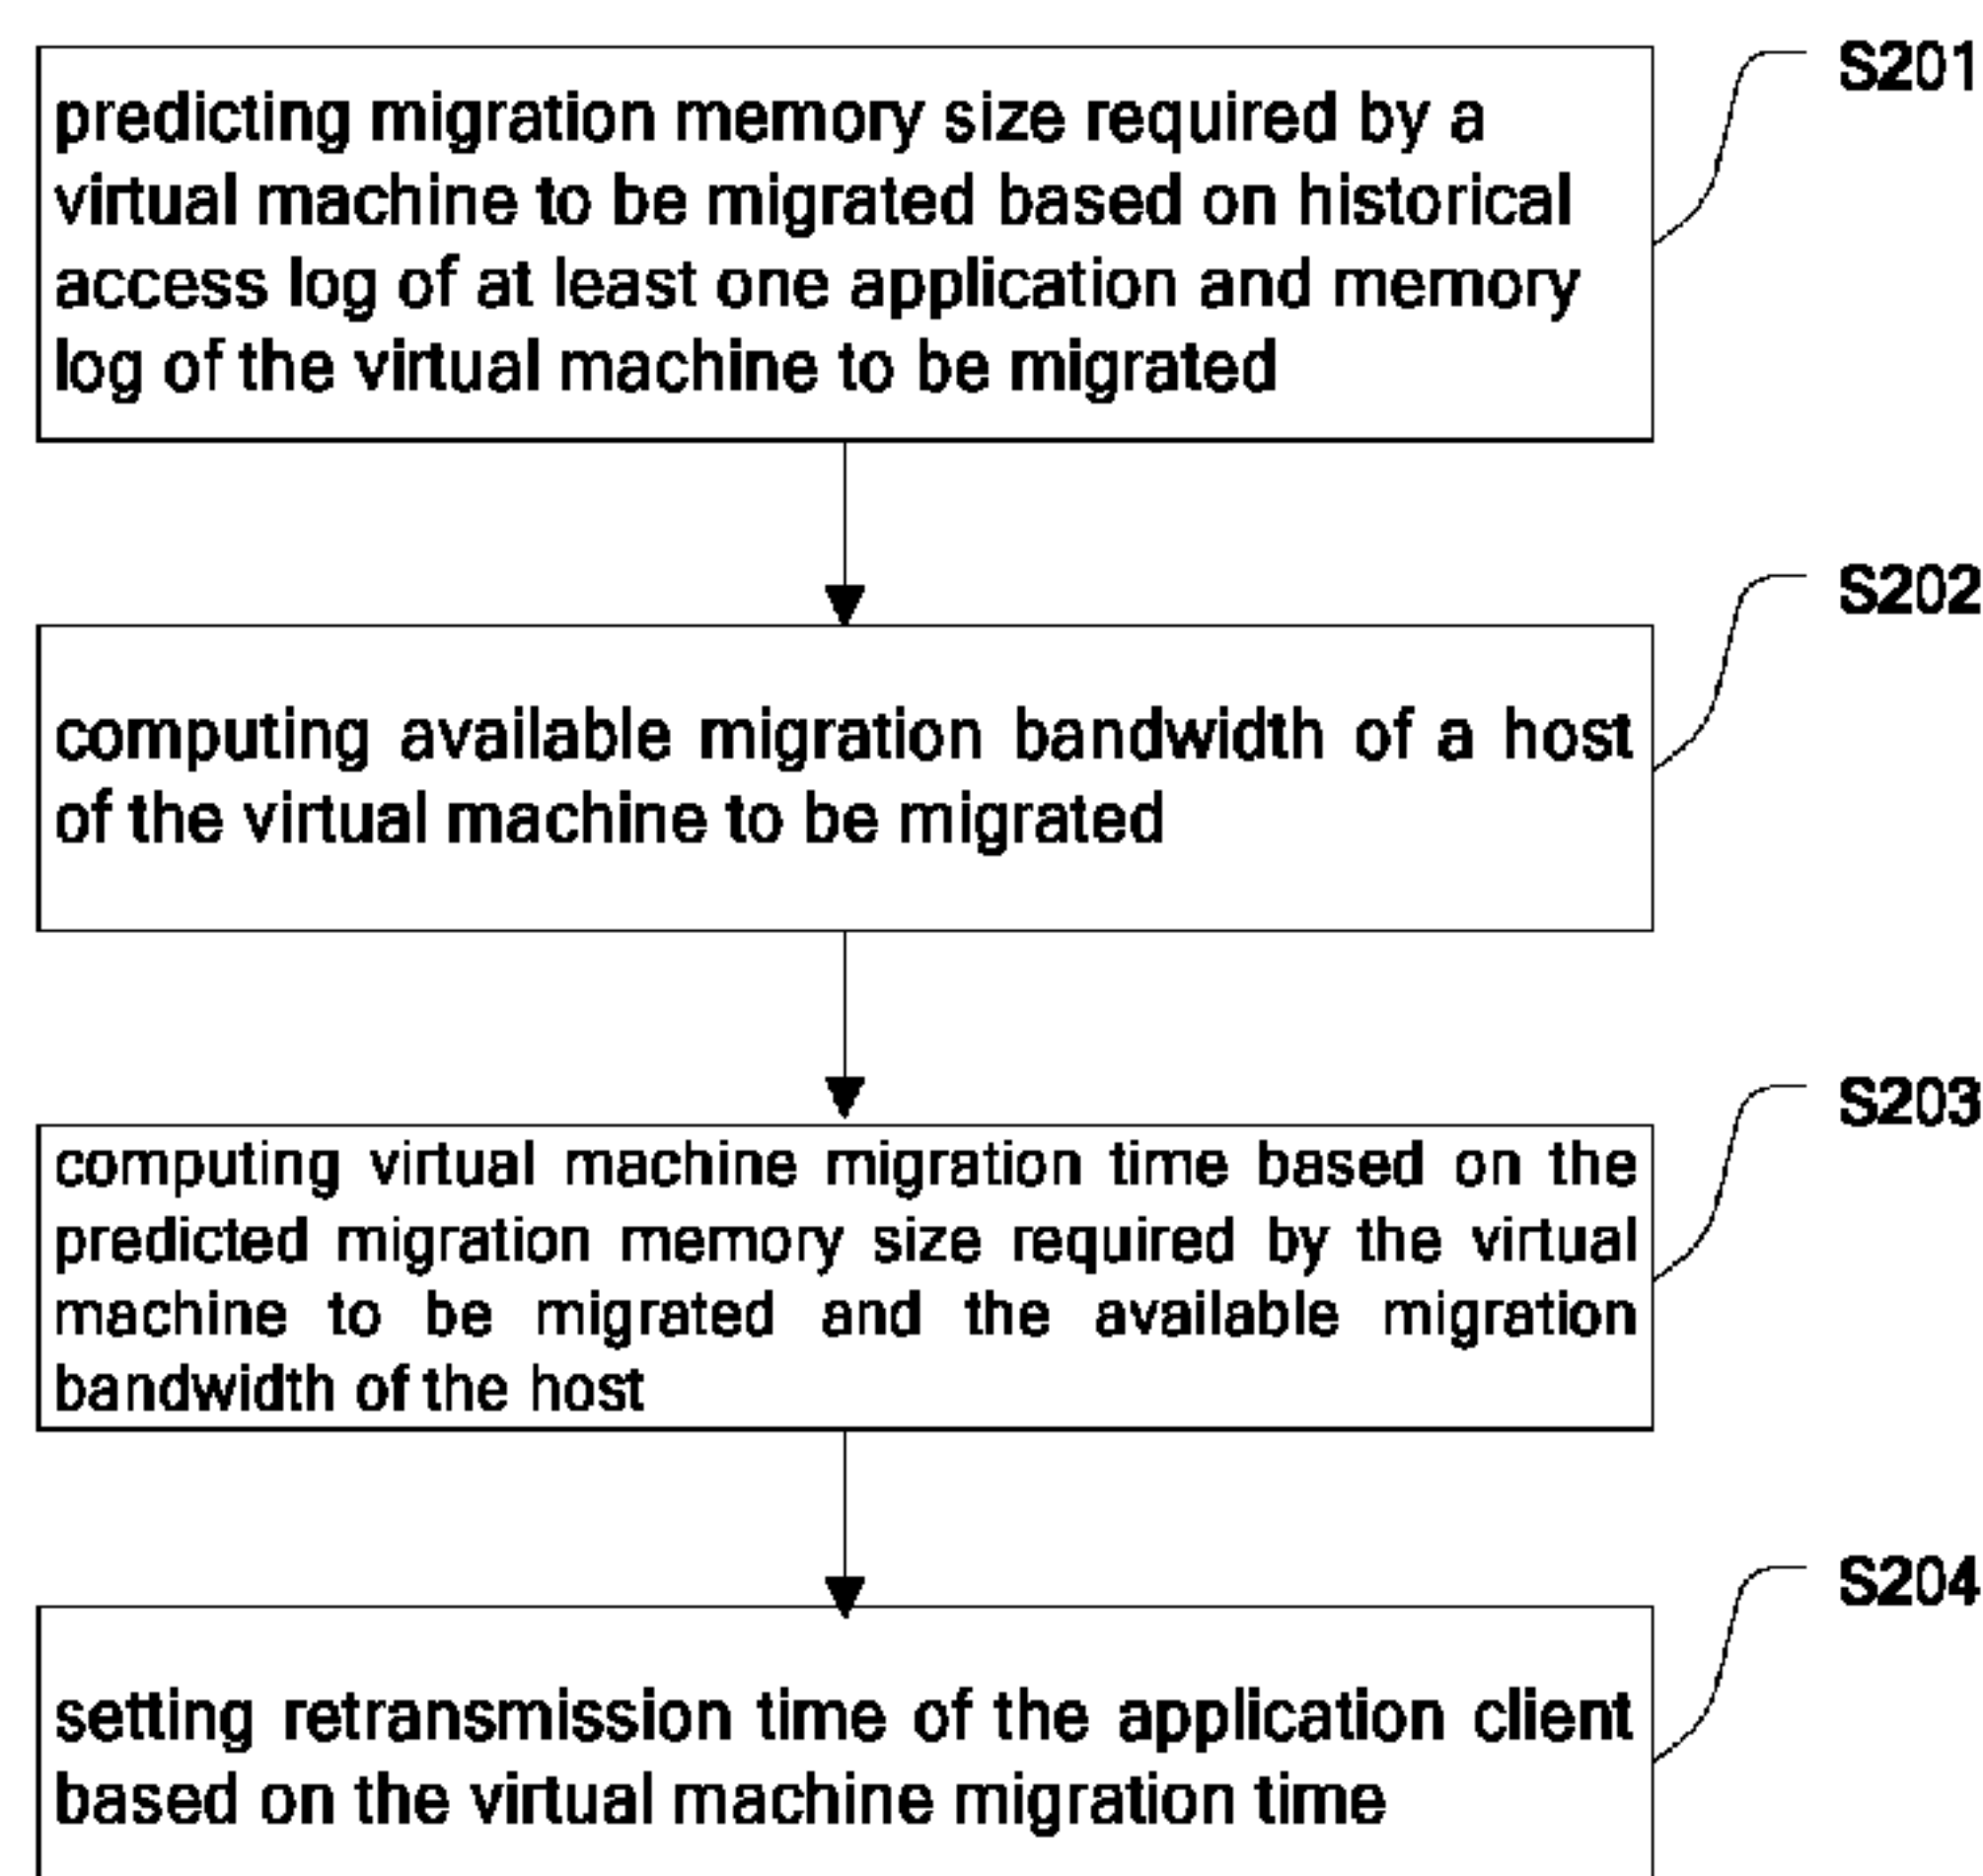 S201
predicting migration memory size required by a
virtual machine to be migrated based on historical
access log of at least one application and memory
log of the virtual machine to be migrated
S202
computing available migration bandwidth of a host
of the virtual machine to be migrated
S203
computing virtual machine migration time based on the
predicted migration memory size required by the virtual
machine to be migrated and the available migration
bandwidth of the host
S204
setting retransmission time of the application client
based on the virtual machine migration time